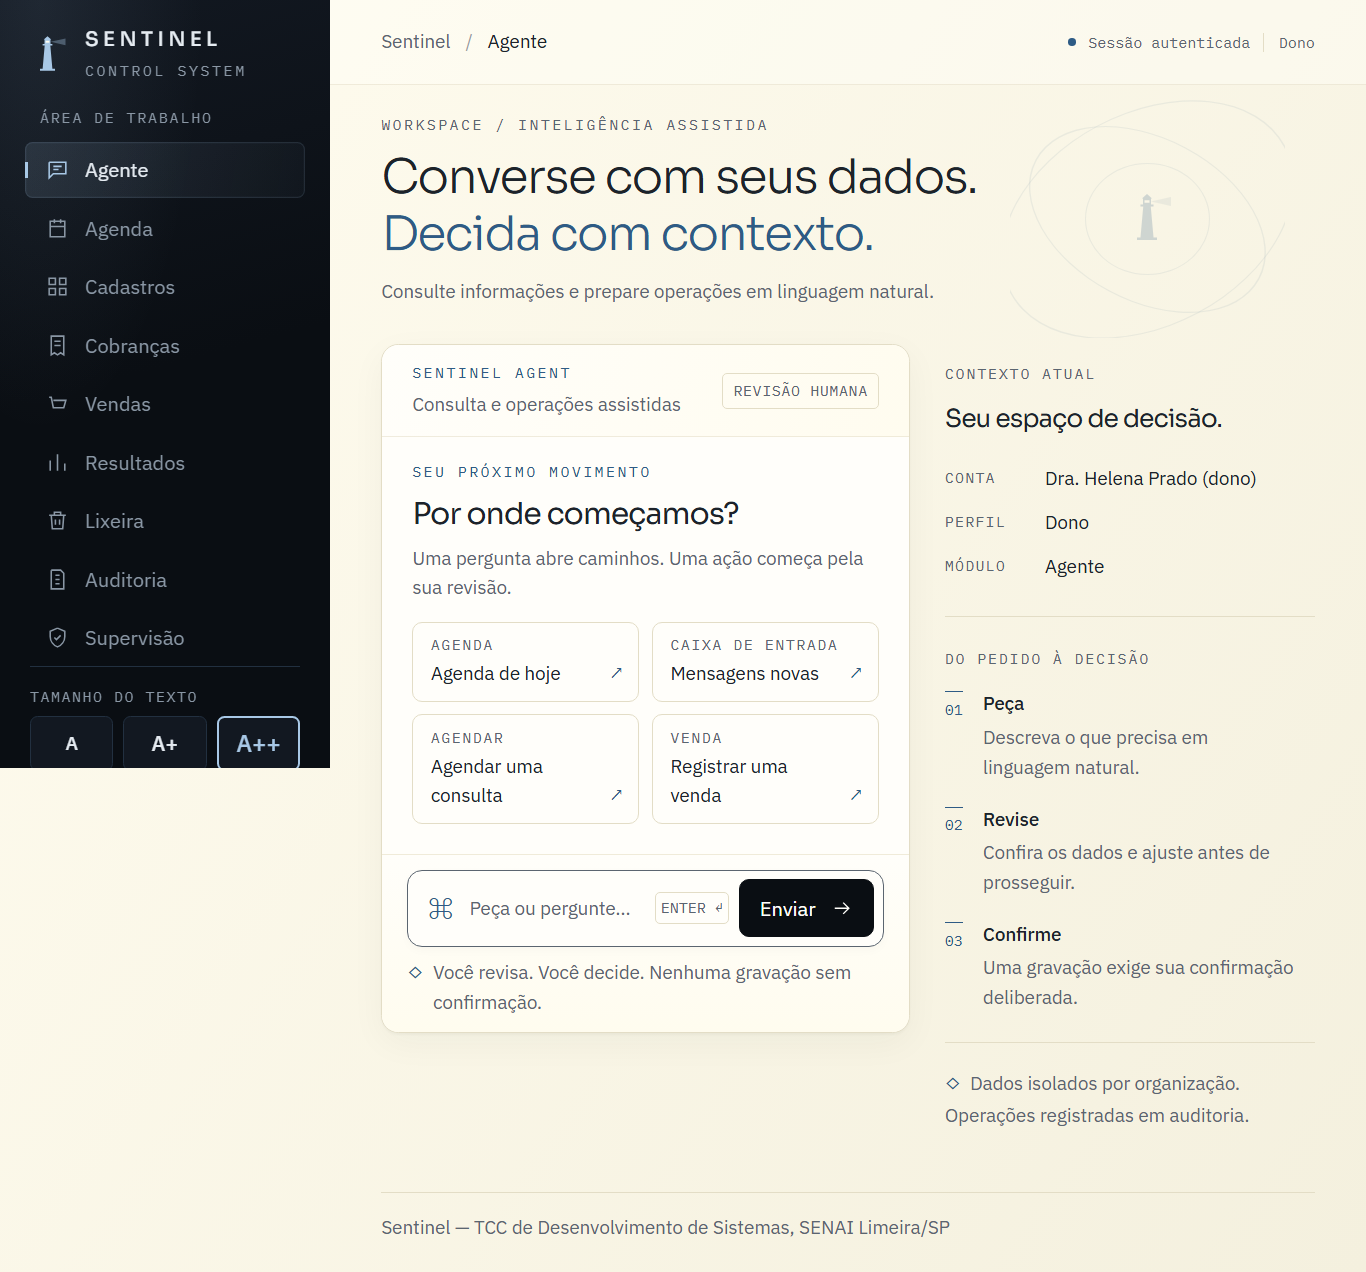 SENTINEL
CONTROL SYSTEM
ÁREA DE TRABALHO
Agente
Agenda
Cadastros
Cobranças
Vendas
Resultados
Lixeira
Auditoria
Supervisão
TAMANHO DO TEXTO
A
A+
A++
Sentinel / Agente
Sessão autenticada
Dono
WORKSPACE / INTELIGÊNCIA ASSISTIDA
Converse com seus dados.
Decida com contexto.
Consulte informações e prepare operações em linguagem natural.
SENTINEL AGENT
Consulta e operações assistidas
REVISÃO HUMANA
SEU PRÓXIMO MOVIMENTO
Por onde começamos?
Uma pergunta abre caminhos. Uma ação começa pela
sua revisão.
AGENDA
Agenda de hoje ↗
CAIXA DE ENTRADA
Mensagens novas ↗
AGENDAR
Agendar uma
consulta ↗
VENDA
Registrar uma
venda ↗
⌘ Peça ou pergunte... ENTER ↲ Enviar →
◇ Você revisa. Você decide. Nenhuma gravação sem
confirmação.
CONTEXTO ATUAL
Seu espaço de decisão.
CONTA Dra. Helena Prado (dono)
PERFIL Dono
MÓDULO Agente
DO PEDIDO À DECISÃO
01 Peça
Descreva o que precisa em
linguagem natural.
02 Revise
Confira os dados e ajuste antes de
prosseguir.
03 Confirme
Uma gravação exige sua confirmação
deliberada.
◇ Dados isolados por organização.
Operações registradas em auditoria.
Sentinel — TCC de Desenvolvimento de Sistemas, SENAI Limeira/SP